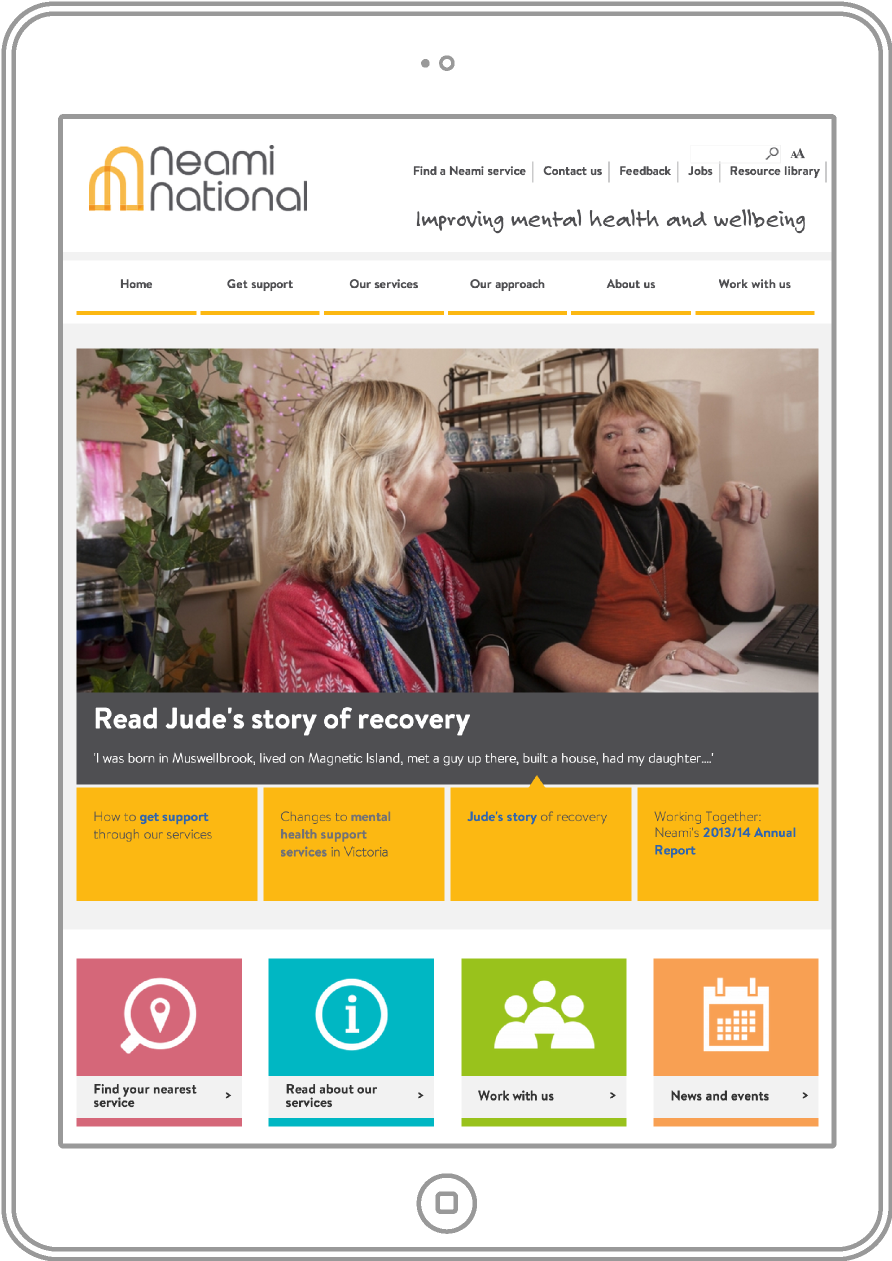 Neami
National
AA
Find a Neami service
Contact us
Feedback
Jobs
Resource library
Improving mental health and wellbeing
Home
Get support
Our services
Our approach
About us
Work with us
Read Jude's story of recovery
'I was born in Muswellbrook, lived on Magnetic Island, met a guy up there, built a house, had my daughter....'
How to get support
through our services
Changes to mental
health support
services in Victoria
Jude's story of recovery
Working Together:
Neami's 2013/14 Annual
Report
Find your nearest
service
>
Read about our
services
>
Work with us
>
News and events
>